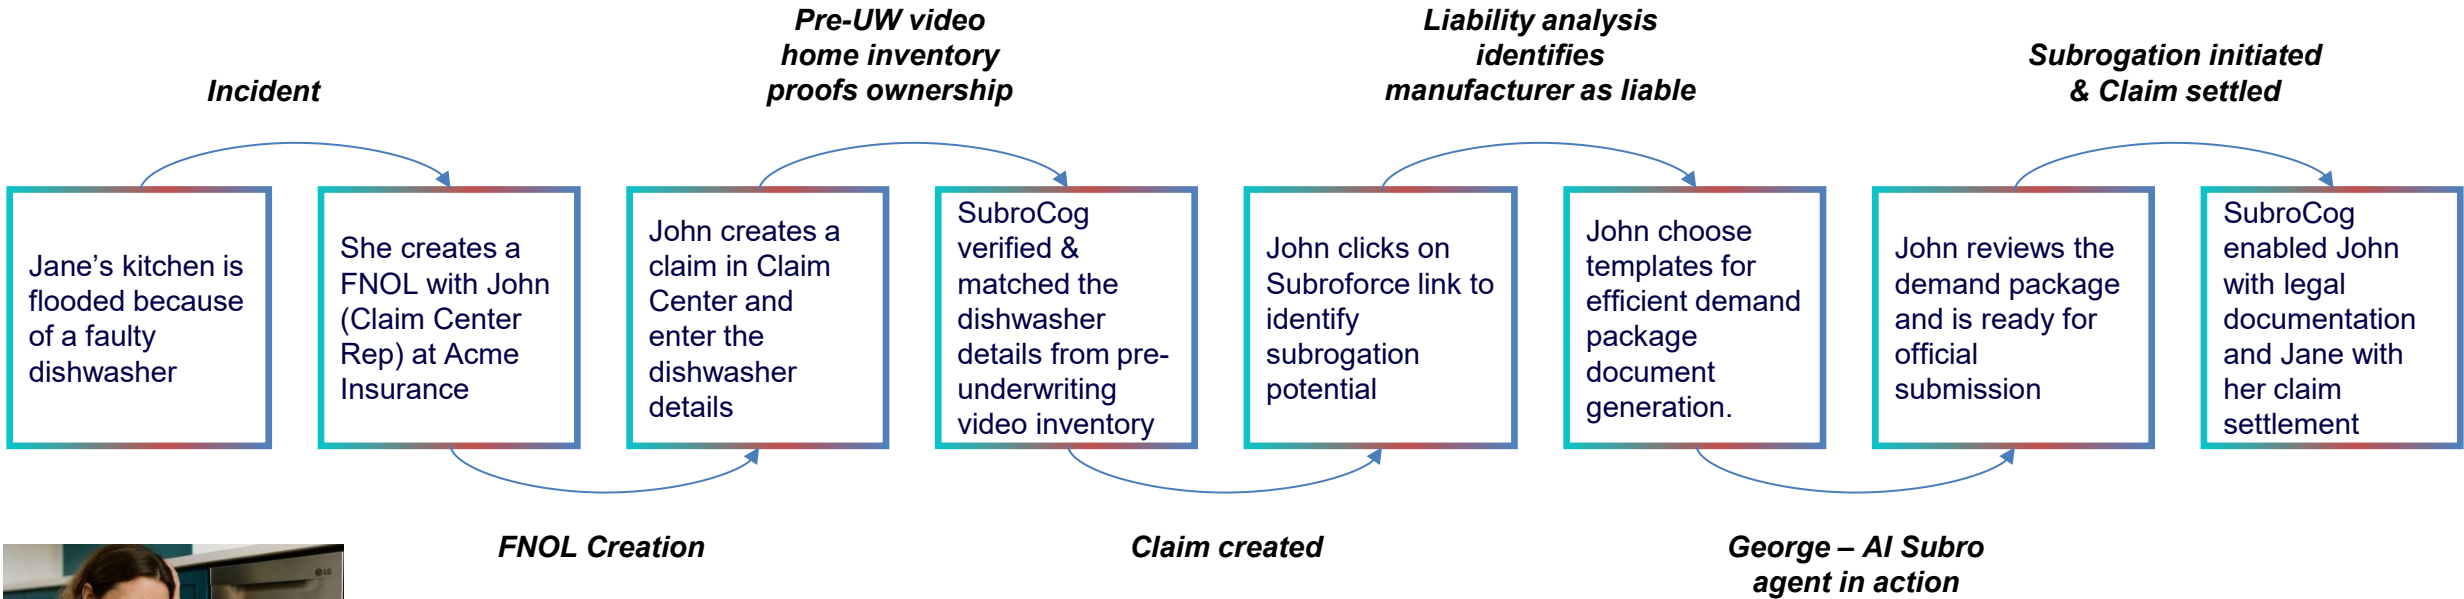 Incident
Pre-UW video
home inventory
proofs ownership
Liability analysis
identifies
manufacturer as liable
Subrogation initiated
& Claim settled
Jane’s kitchen is
flooded because
of a faulty
dishwasher
She creates a
FNOL with John
(Claim Center
Rep) at Acme
Insurance
John creates a
claim in Claim
Center and
enter the
dishwasher
details
SubroCog
verified &
matched the
dishwasher
details from pre-
underwriting
video inventory
John clicks on
Subroforce link to
identify
subrogation
potential
John choose
templates for
efficient demand
package
document
generation.
John reviews the
demand package
and is ready for
official
submission
SubroCog
enabled John
with legal
documentation
and Jane with
her claim
settlement
FNOL Creation
Claim created
George – AI Subro
agent in action
LG